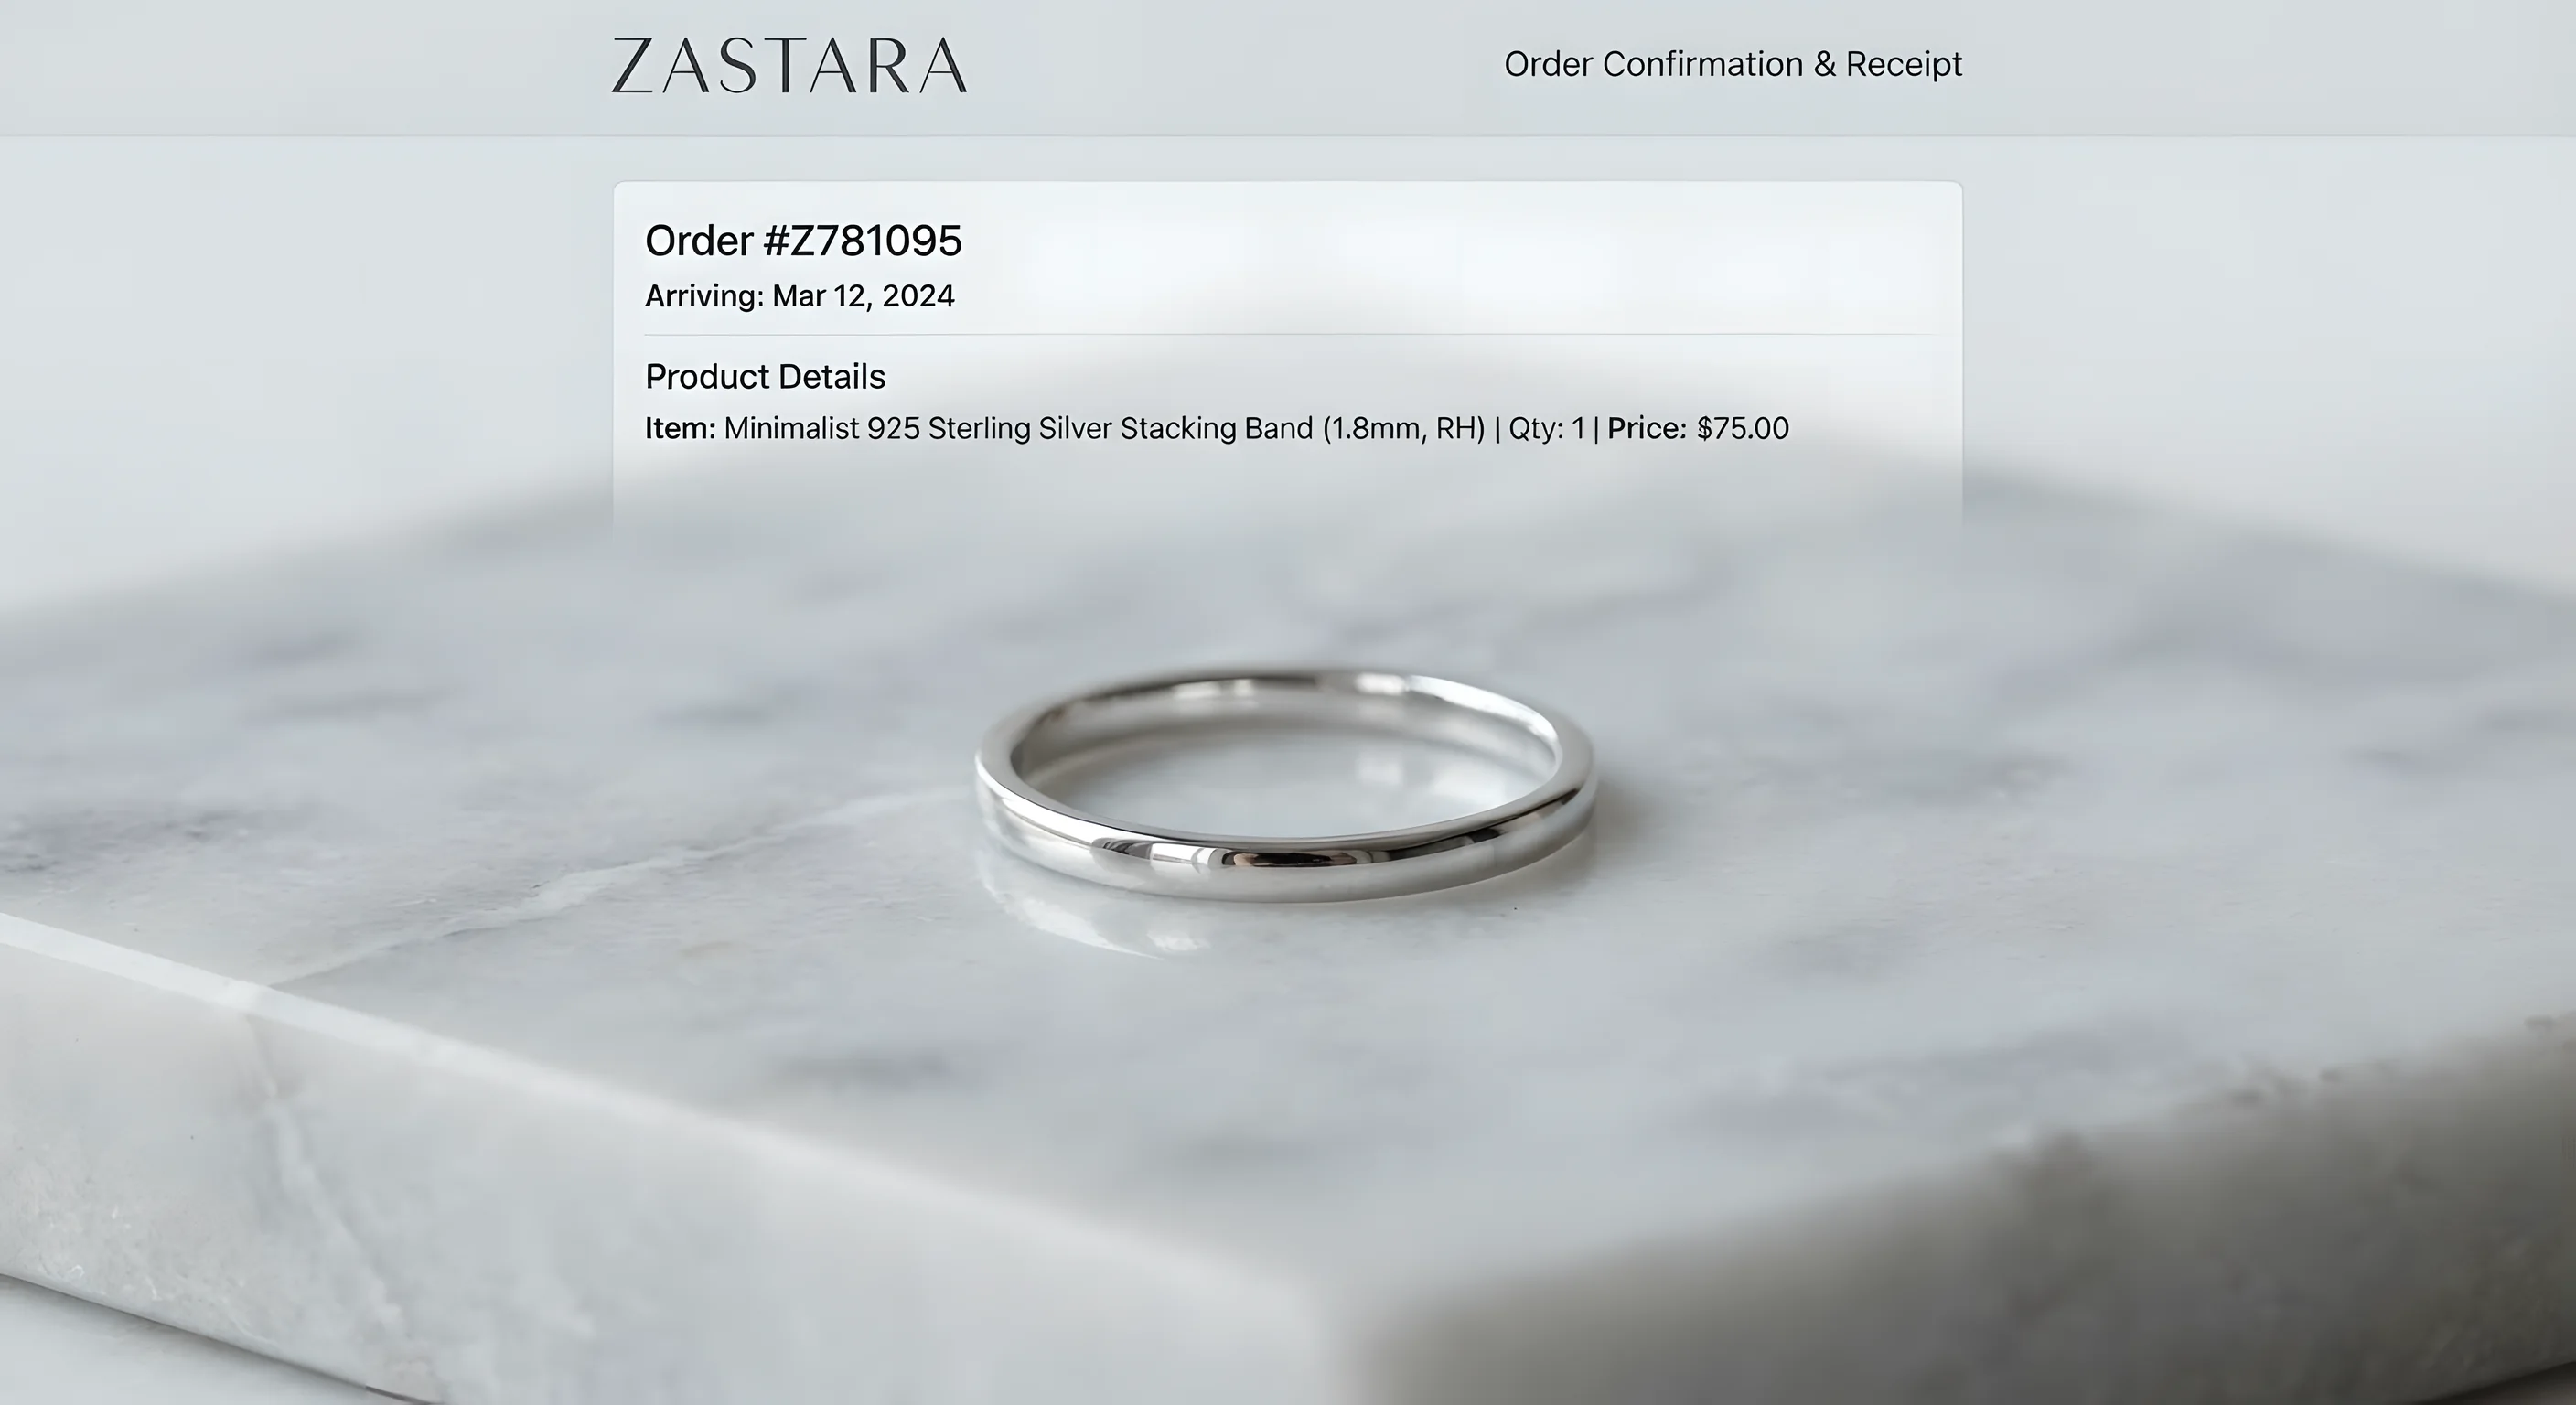 ZASTARA
Order Confirmation & Receipt
Order #Z781095
Arriving: Mar 12, 2024
Product Details
Item: Minimalist 925 Sterling Silver Stacking Band (1.8mm, RH) | Qty: 1 | Price: $75.00